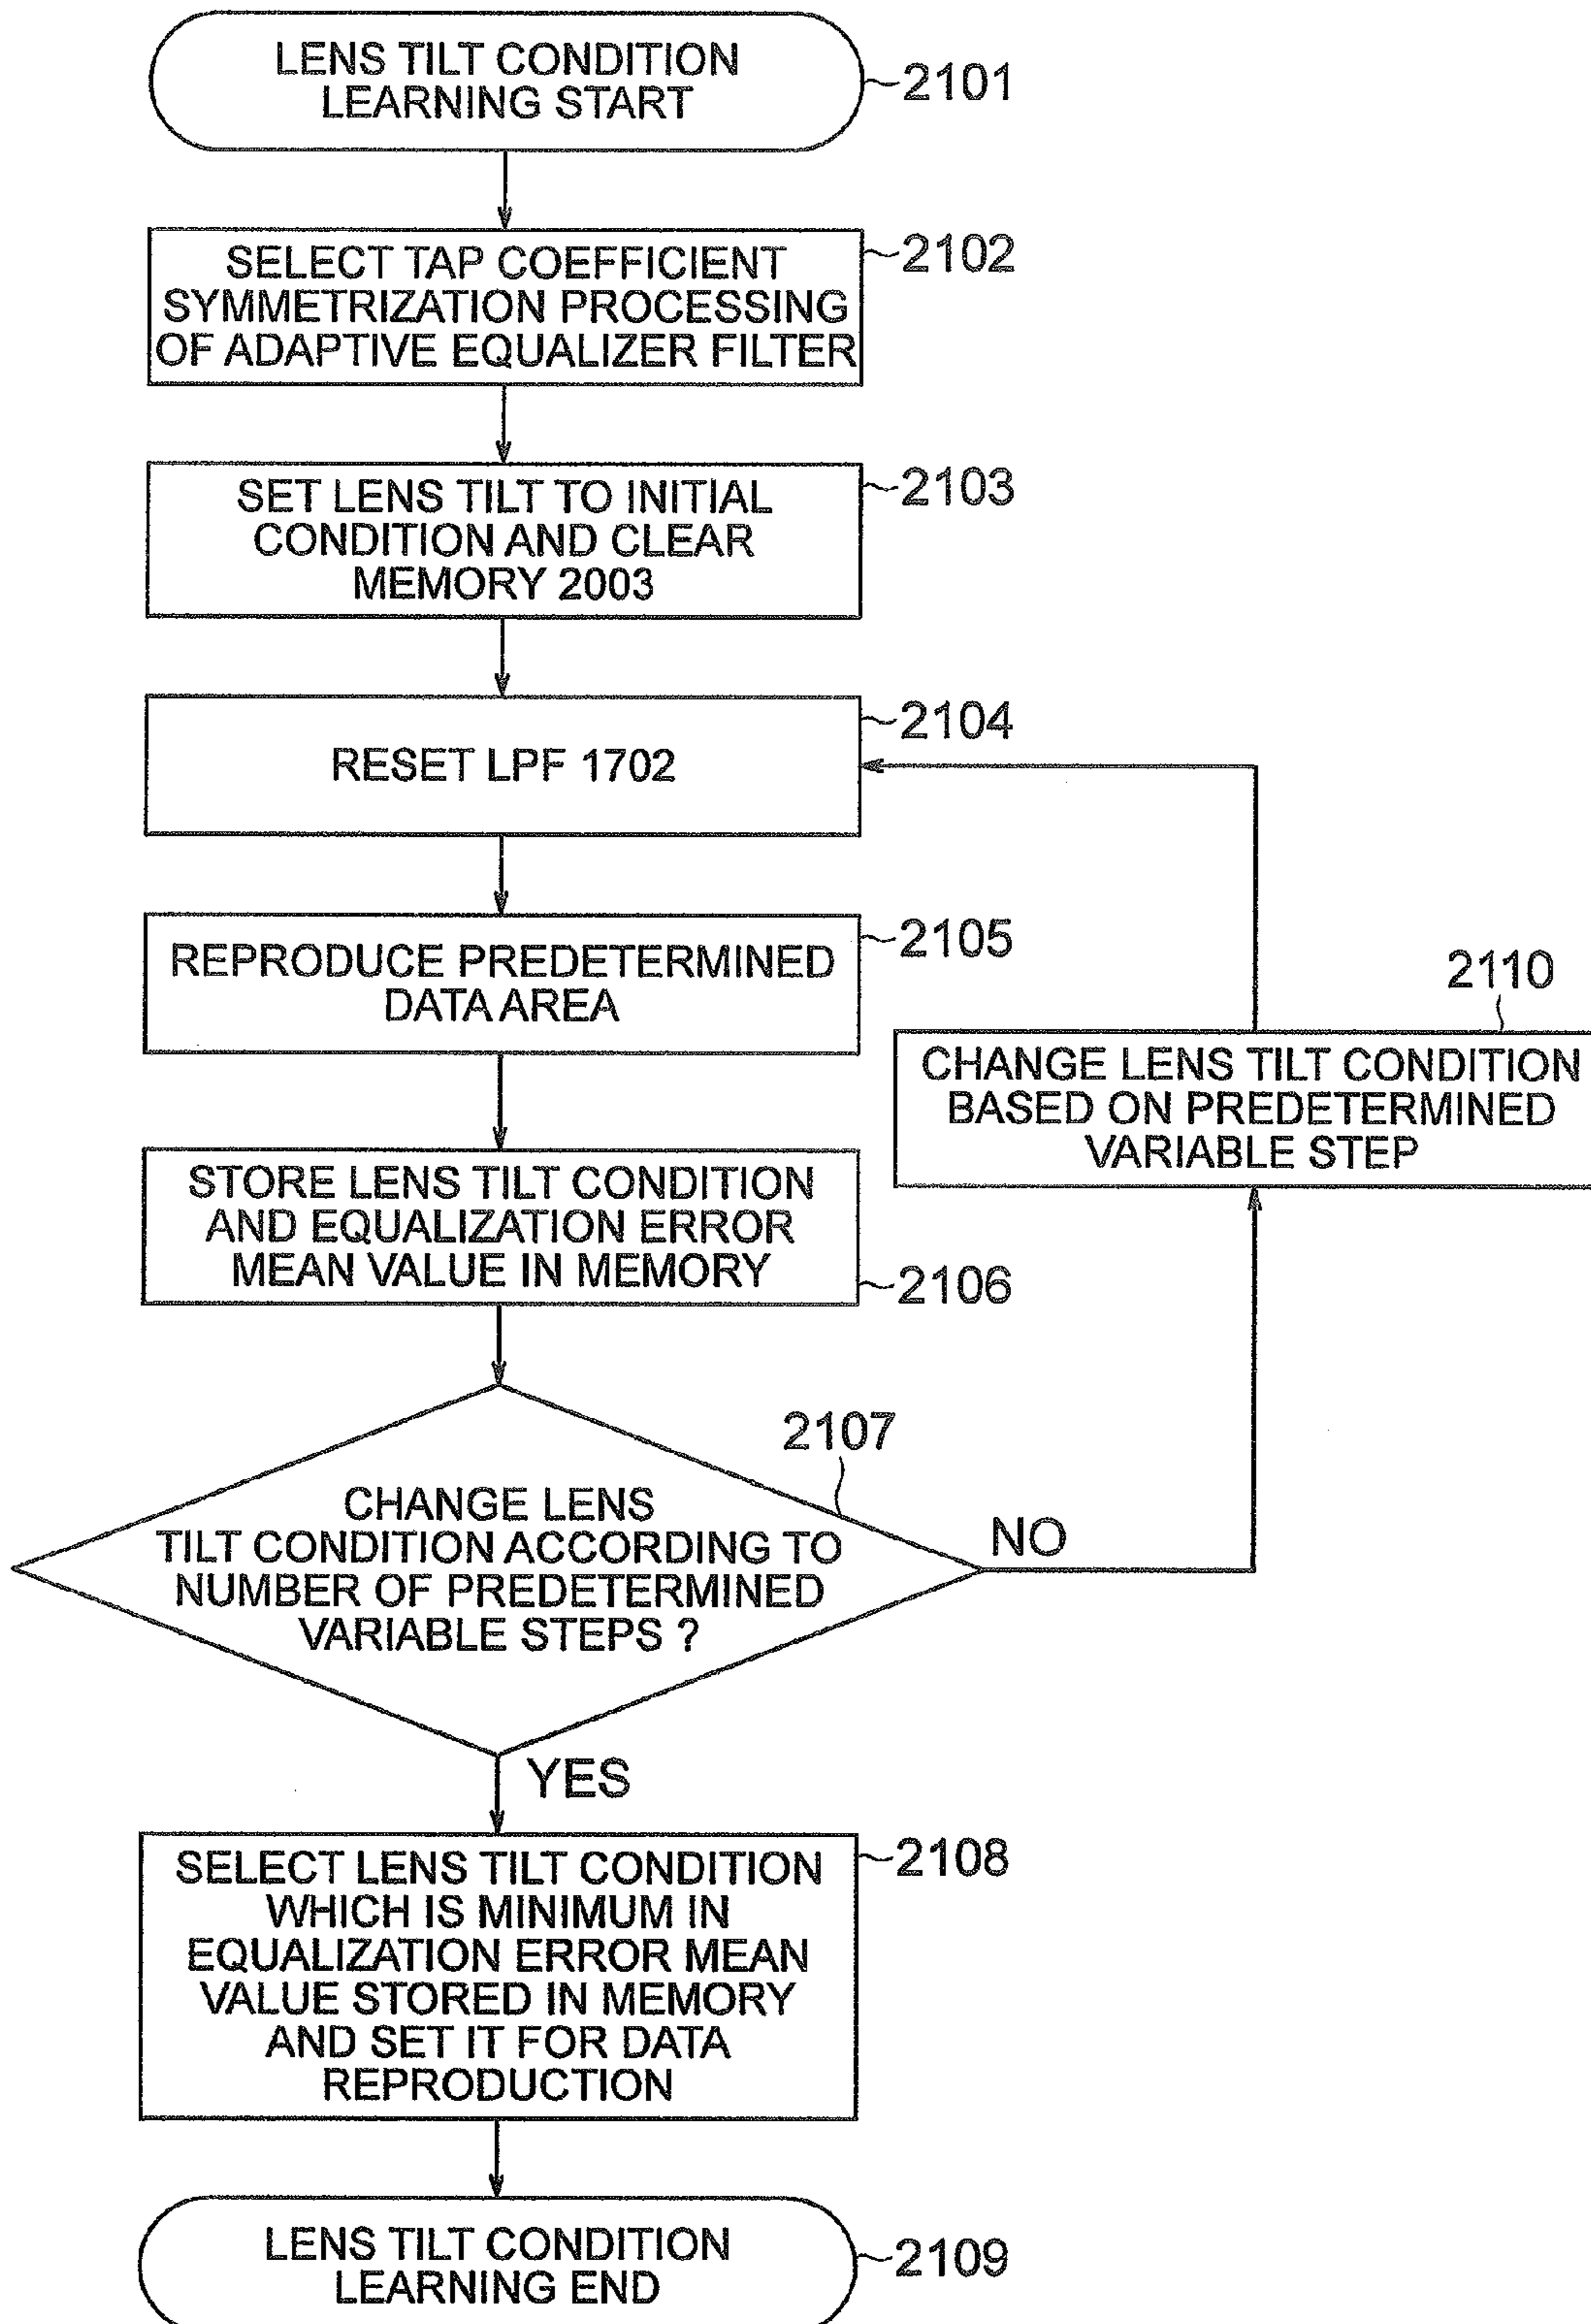 LENS TILT CONDITION
LEARNING START
2101
SELECT TAP COEFFICIENT
SYMMETRIZATION PROCESSING
OF ADAPTIVE EQUALIZER FILTER
2102
SET LENS TILT TO INITIAL
CONDITION AND CLEAR
MEMORY 2003
2103
RESET LPF 1702
2104
REPRODUCE PREDETERMINED
DATA AREA
2105
STORE LENS TILT CONDITION
AND EQUALIZATION ERROR
MEAN VALUE IN MEMORY
2106
CHANGE LENS
TILT CONDITION ACCORDING TO
NUMBER OF PREDETERMINED
VARIABLE STEPS ?
2107
NO
2110
CHANGE LENS TILT CONDITION
BASED ON PREDETERMINED
VARIABLE STEP
YES
SELECT LENS TILT CONDITION
WHICH IS MINIMUM IN
EQUALIZATION ERROR MEAN
VALUE STORED IN MEMORY
AND SET IT FOR DATA
REPRODUCTION
2108
LENS TILT CONDITION
LEARNING END
2109